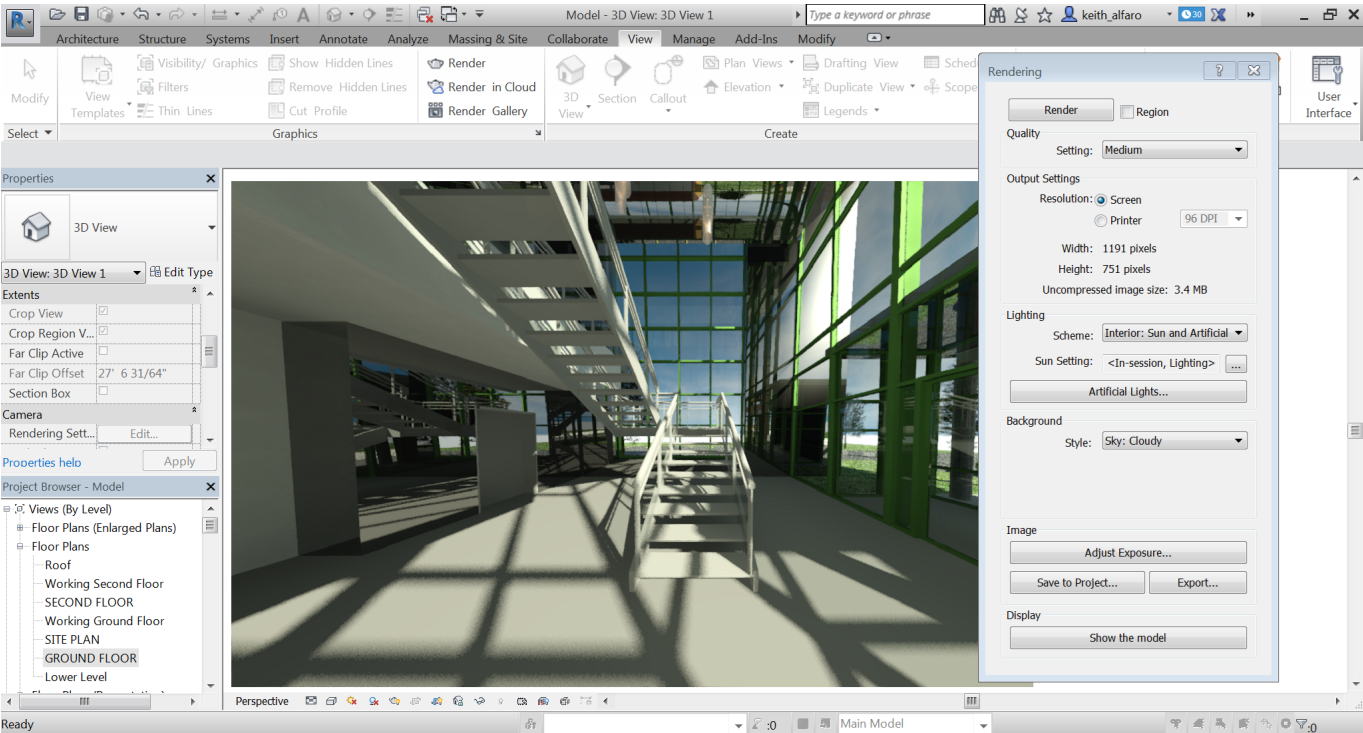 Model - 3D View: 3D View 1
Type a keyword or phrase
keith_alfaro
30
Architecture Structure Systems Insert Annotate Analyze Massing & Site Collaborate View Manage Add-Ins Modify
Modify
View
Templates
Visibility/ Graphics
Filters
Thin Lines
Show Hidden Lines
Remove Hidden Lines
Cut Profile
Render
Render in Cloud
Render Gallery
3D
View
Section
Callout
Plan Views
Elevation
Drafting View
Duplicate View
Legends
Sched
Scope
User
Interface
Select
Graphics
Create
Properties
3D View
3D View: 3D View 1
Edit Type
Extents
Crop View
Crop Region V...
Far Clip Active
Far Clip Offset 27' 6 31/64"
Section Box
Camera
Rendering Sett... Edit...
Properties help
Apply
Project Browser - Model
Views (By Level)
Floor Plans (Enlarged Plans)
Floor Plans
Roof
Working Second Floor
SECOND FLOOR
Working Ground Floor
SITE PLAN
GROUND FLOOR
Lower Level
Perspective
Ready
:0
Main Model
:0
Rendering
Render
Region
Quality
Setting: Medium
Output Settings
Resolution: Screen
Printer 96 DPI
Width: 1191 pixels
Height: 751 pixels
Uncompressed image size: 3.4 MB
Lighting
Scheme: Interior: Sun and Artificial
Sun Setting: <In-session, Lighting> ...
Artificial Lights...
Background
Style: Sky: Cloudy
Image
Adjust Exposure...
Save to Project... Export...
Display
Show the model